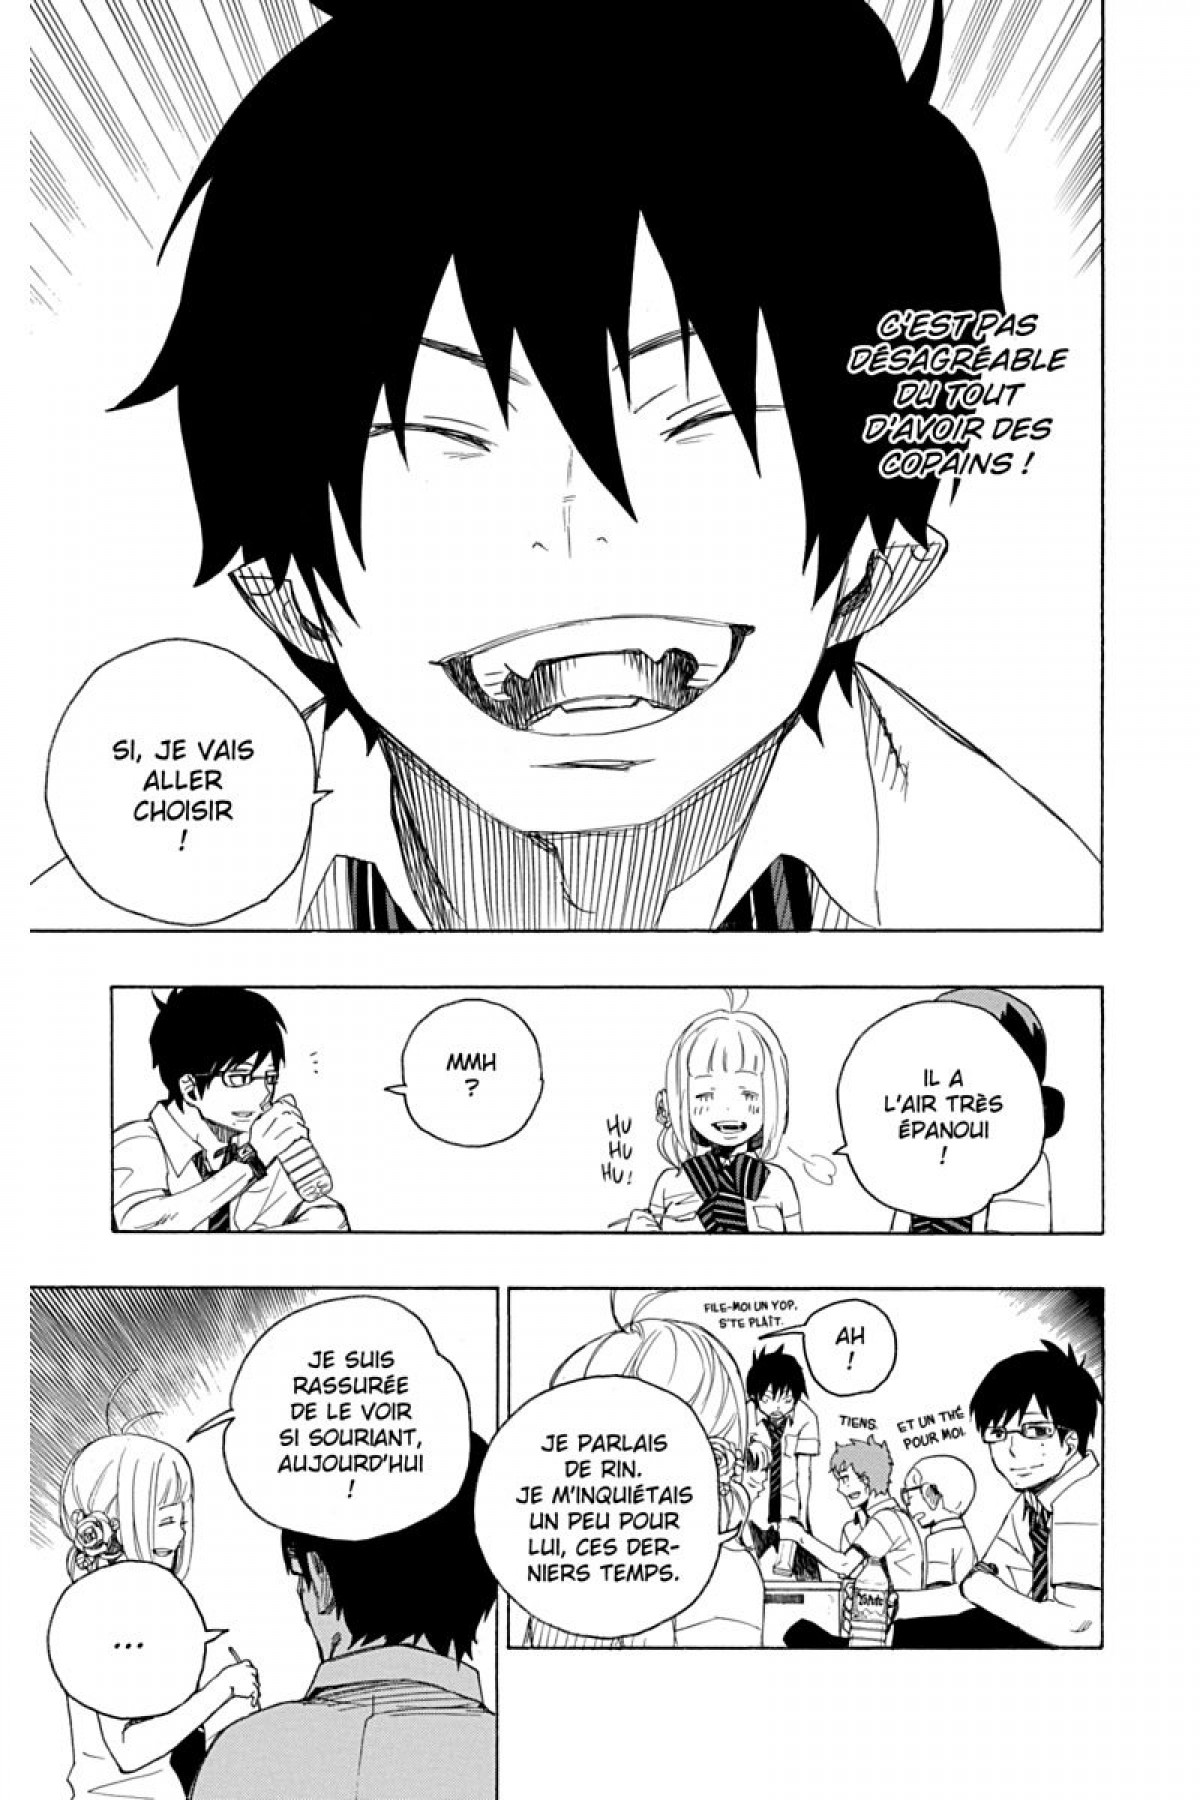 C'EST PAS
DÉSAGRÉABLE
DU TOUT
D'AVOIR DES
COPAINS !
SI, JE VAIS
ALLER
CHOISIR
!
IL A
L'AIR TRÈS
ÉPANOUI
!
HU
HU
HU!
MMH
?
FILE-MOI UN YOP,
S'TE PLAÎT.
AH
!
TIENS.
ET UN THÉ
POUR MOI.
JE PARLAIS
DE RIN.
JE M'INQUIÉTAIS
UN PEU POUR
LUI, CES DER-
NIERS TEMPS.
JE SUIS
RASSURÉE
DE LE VOIR
SI SOURIANT,
AUJOURD'HUI
!
...